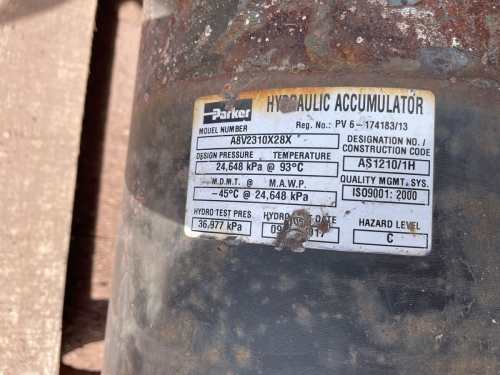 Parker
HYDRAULIC ACCUMULATOR
Reg. No.: PV 6-174183/13
MODEL NUMBER
A8V2310X28X
DESIGNATION NO. /
CONSTRUCTION CODE
AS1210/1H
DESIGN PRESSURE TEMPERATURE
24,648 kPa @ 93°C
QUALITY MGMT. SYS.
ISO9001: 2000
M.D.M.T. @ M.A.W.P.
-45°C @ 24,648 kPa
HYDRO TEST PRES
36,977 kPa
HAZARD LEVEL
C